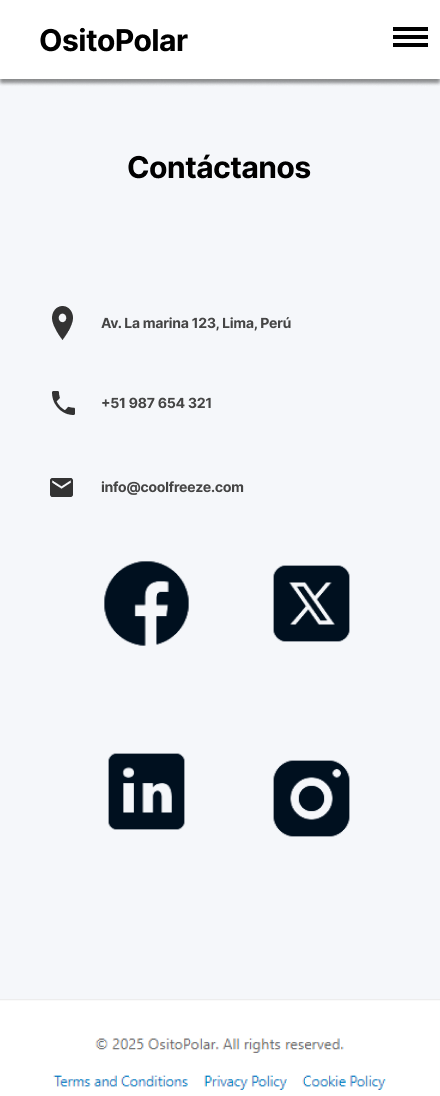 OsitoPolar
Contáctanos
Av. La marina 123, Lima, Perú
+51 987 654 321
info@coolfreeze.com
© 2025 OsitoPolar. All rights reserved.
Terms and Conditions Privacy Policy Cookie Policy